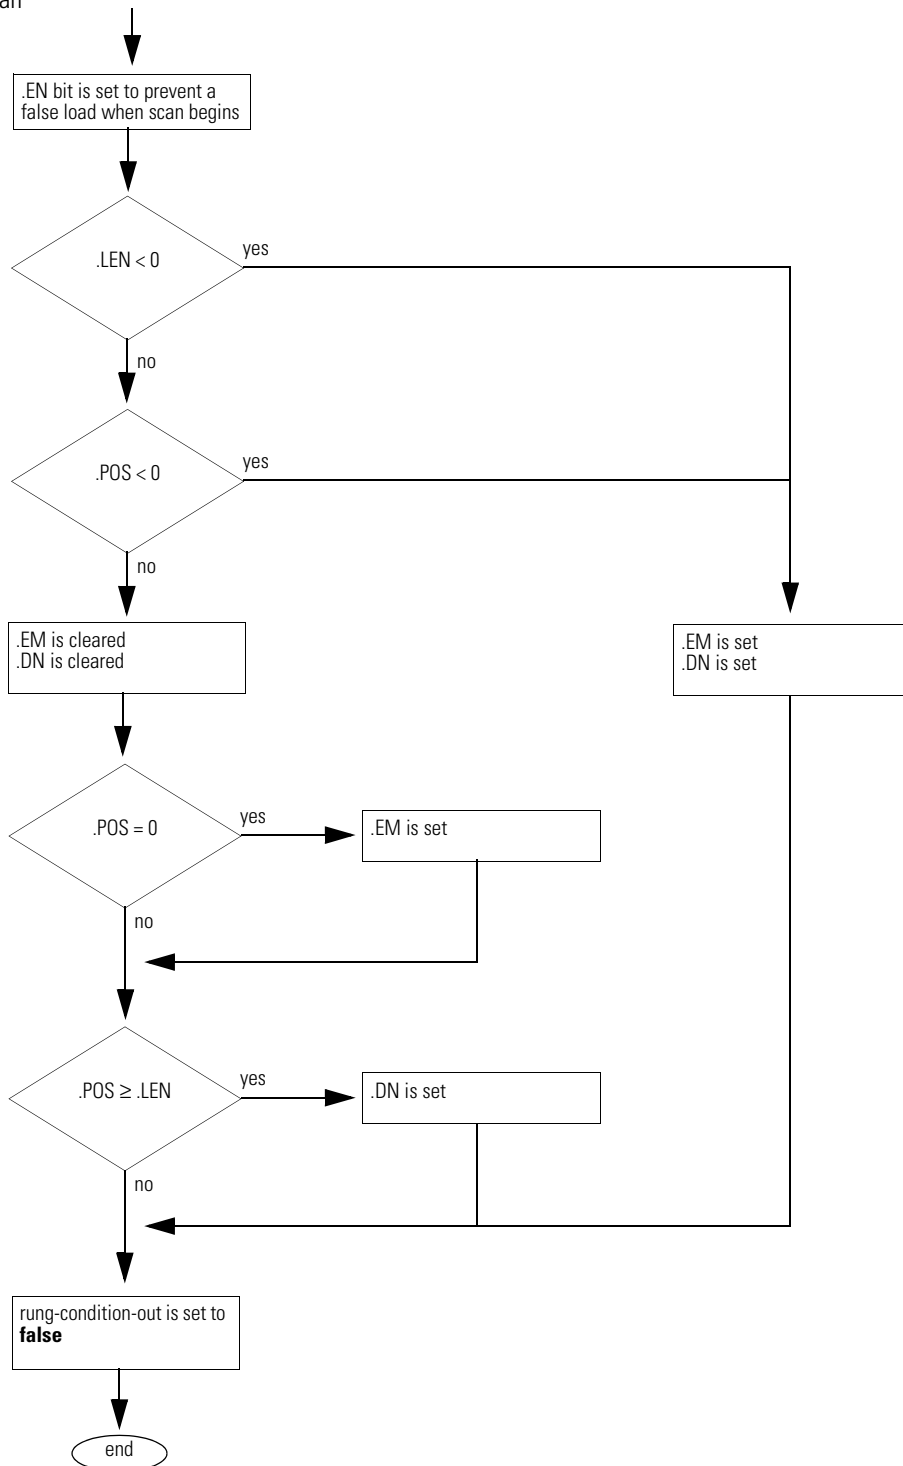 .EN bit is set to prevent a
false load when scan begins
.LEN < 0
yes
no
.POS < 0
yes
no
.EM is cleared
.DN is cleared
.EM is set
.DN is set
.POS = 0
yes
.EM is set
no
.POS ≥ .LEN
yes
.DN is set
no
rung-condition-out is set to
false
end